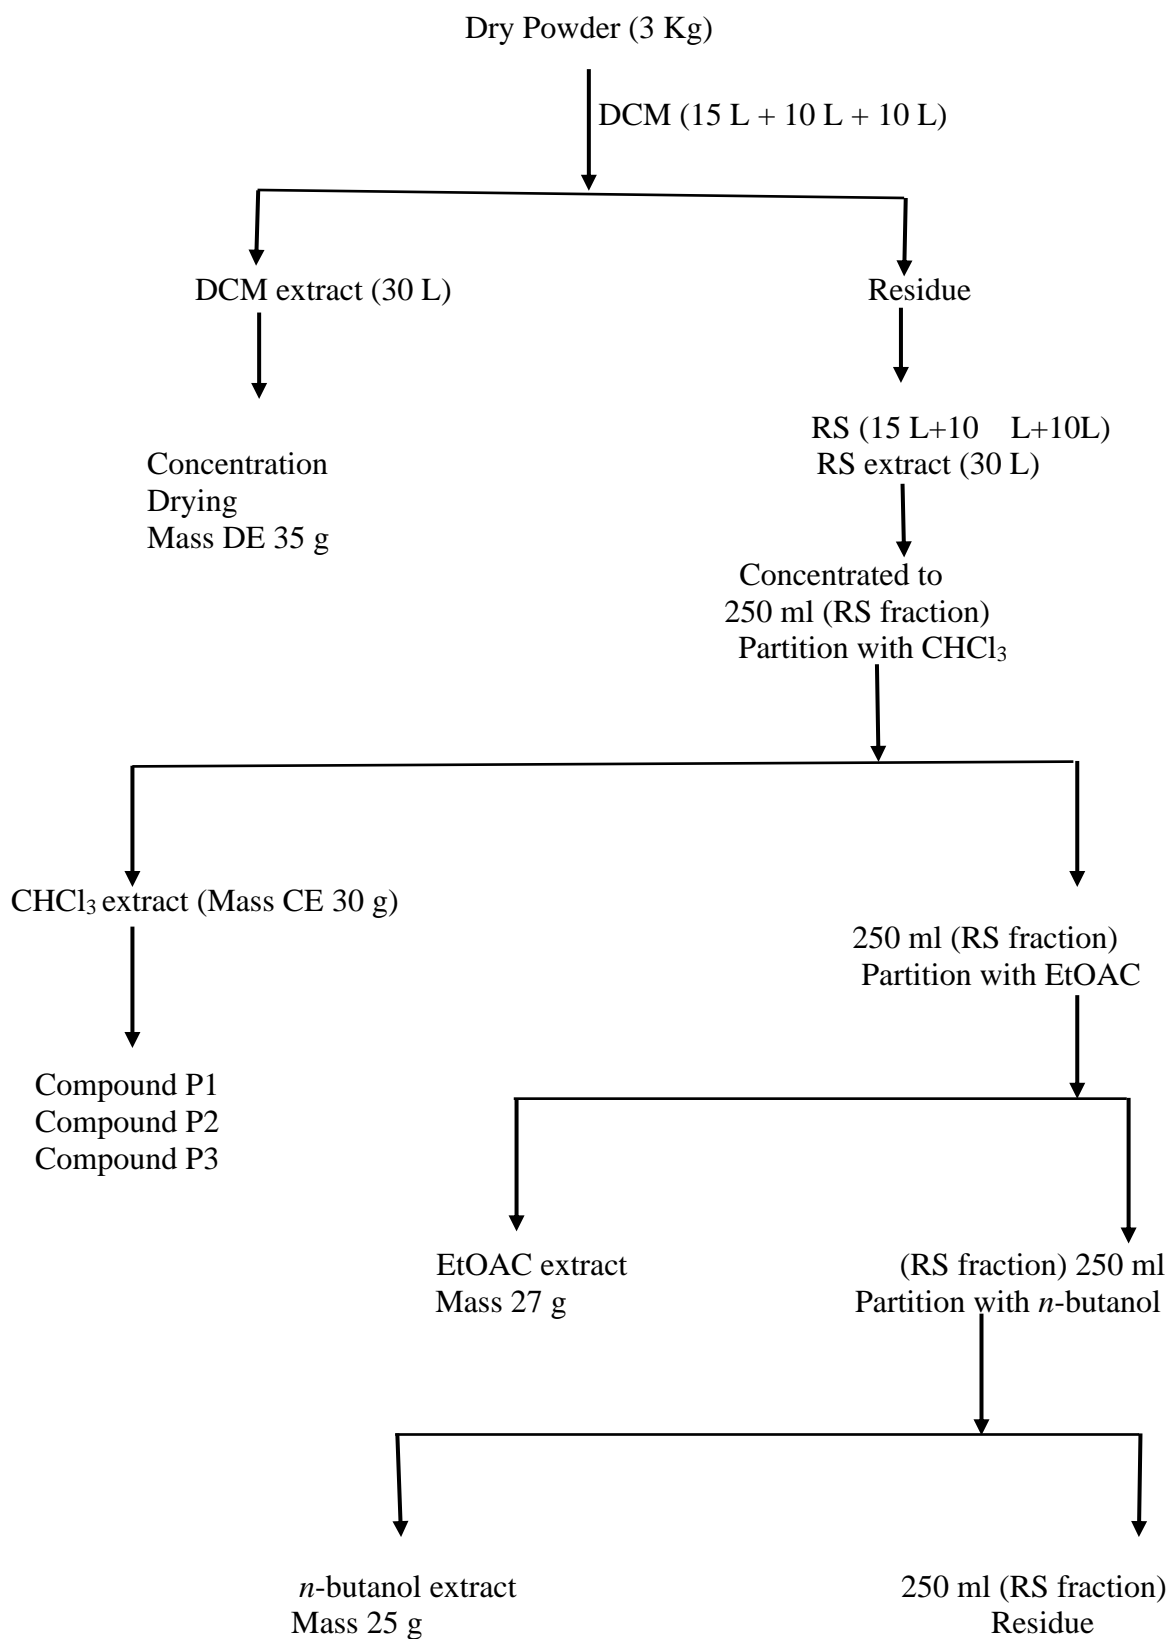 Dry Powder (3 Kg)
DCM (15 L + 10 L + 10 L)
DCM extract (30 L)
Residue
RS (15 L+10 L+10L)
RS extract (30 L)
Concentration
Drying
Mass DE 35 g
Concentrated to
250 ml (RS fraction)
Partition with CHCl₃
CHCl₃ extract (Mass CE 30 g)
250 ml (RS fraction)
Partition with EtOAC
Compound P1
Compound P2
Compound P3
EtOAC extract
Mass 27 g
(RS fraction) 250 ml
Partition with n-butanol
n-butanol extract
Mass 25 g
250 ml (RS fraction)
Residue